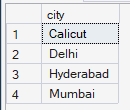 city
1 Calicut
2 Delhi
3 Hyderabad
4 Mumbai